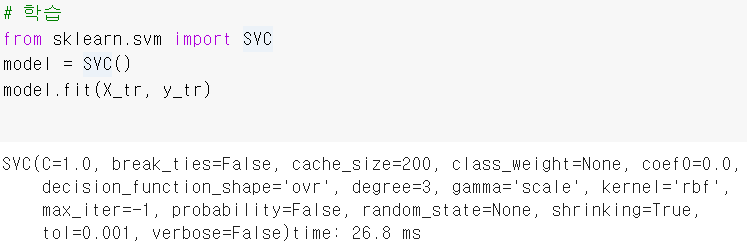 # 학습
from sklearn.svm import SVC
model = SVC()
model.fit(X_tr, y_tr)
SVC(C=1.0, break_ties=False, cache_size=200, class_weight=None, coef0=0.0,
decision_function_shape='ovr', degree=3, gamma='scale', kernel='rbf',
max_iter=-1, probability=False, random_state=None, shrinking=True,
tol=0.001, verbose=False)time: 26.8 ms